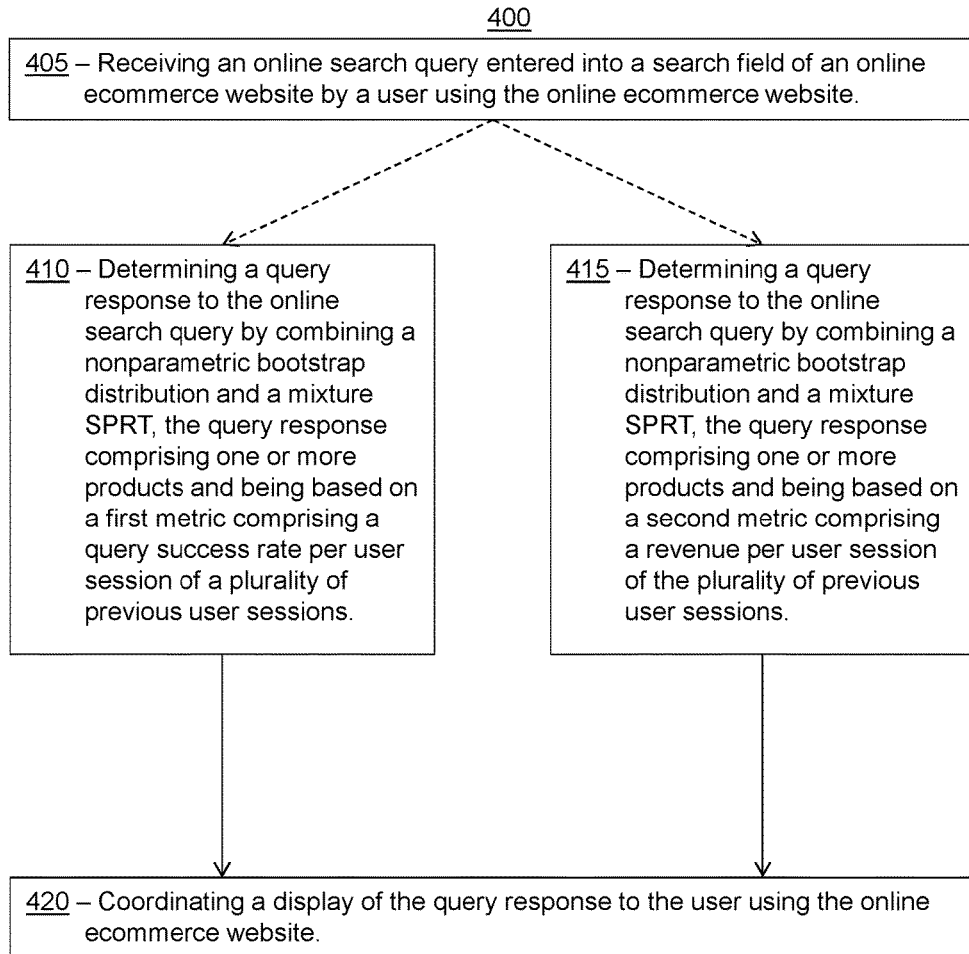 400
405 – Receiving an online search query entered into a search field of an online
ecommerce website by a user using the online ecommerce website.
410 – Determining a query
response to the online
search query by combining a
nonparametric bootstrap
distribution and a mixture
SPRT, the query response
comprising one or more
products and being based on
a first metric comprising a
query success rate per user
session of a plurality of
previous user sessions.
415 – Determining a query
response to the online
search query by combining a
nonparametric bootstrap
distribution and a mixture
SPRT, the query response
comprising one or more
products and being based on
a second metric comprising
a revenue per user session
of the plurality of previous
user sessions.
420 – Coordinating a display of the query response to the user using the online
ecommerce website.